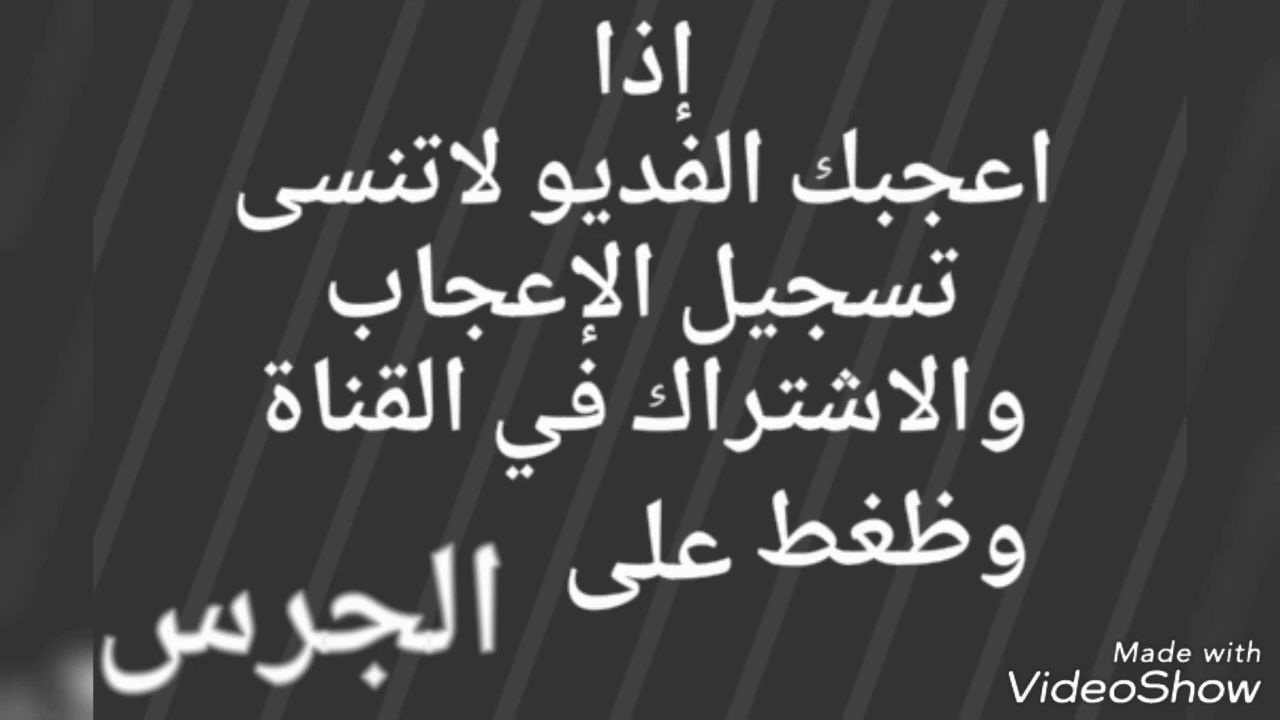 إذا
اعجبك الفديو لاتنسى
تسجيل الإعجاب
والاشتراك في القناة
وظغط على الجرس
Made with
VideoShow